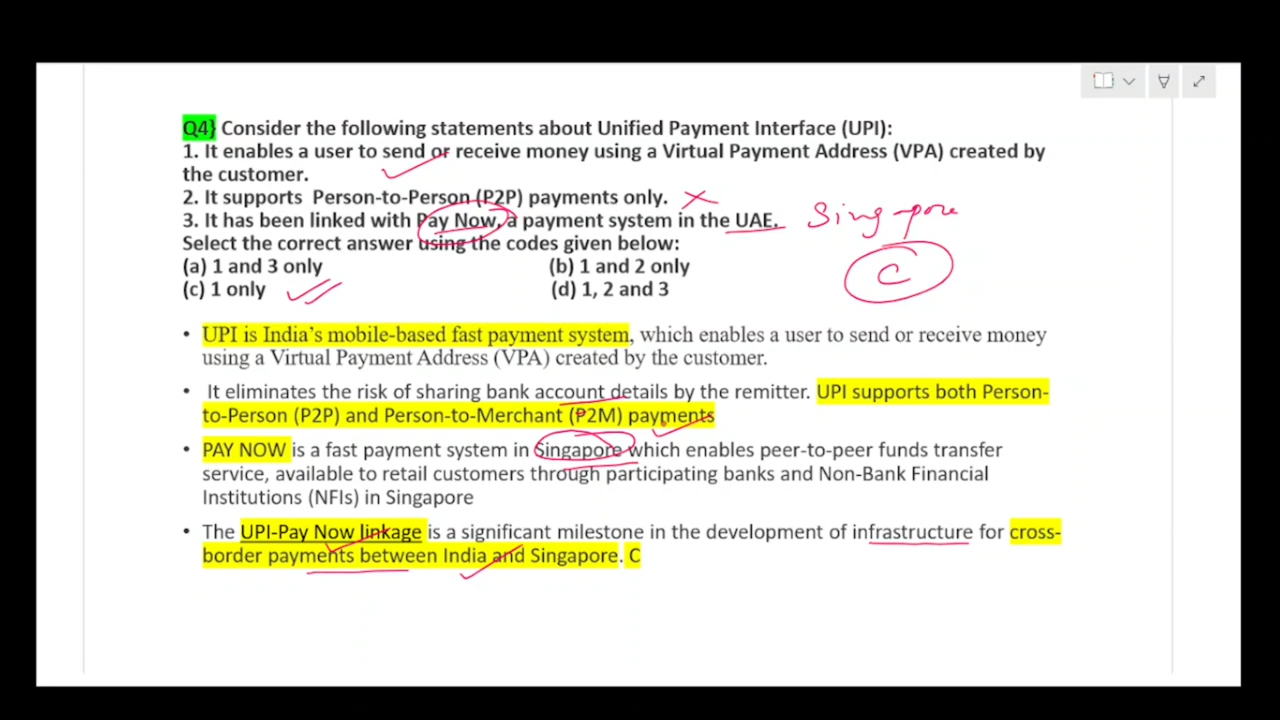 Q4} Consider the following statements about Unified Payment Interface (UPI):
1. It enables a user to send or receive money using a Virtual Payment Address (VPA) created by
the customer.
2. It supports Person-to-Person (P2P) payments only.
3. It has been linked with Pay Now, a payment system in the UAE. Singapore
Select the correct answer using the codes given below:
(a) 1 and 3 only (b) 1 and 2 only C
(c) 1 only (d) 1, 2 and 3
• UPI is India's mobile-based fast payment system, which enables a user to send or receive money
using a Virtual Payment Address (VPA) created by the customer.
• It eliminates the risk of sharing bank account details by the remitter. UPI supports both Person-
to-Person (P2P) and Person-to-Merchant (P2M) payments
• PAY NOW is a fast payment system in Singapore which enables peer-to-peer funds transfer
service, available to retail customers through participating banks and Non-Bank Financial
Institutions (NFIs) in Singapore
• The UPI-Pay Now linkage is a significant milestone in the development of infrastructure for cross-
border payments between India and Singapore. C